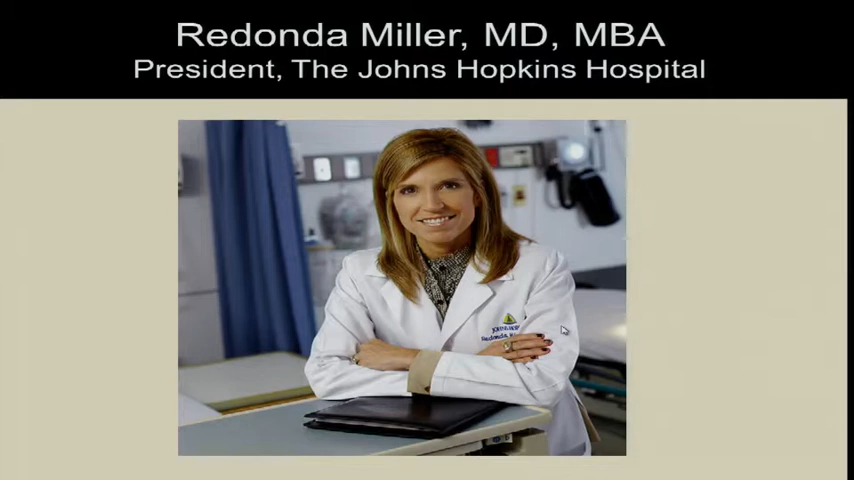 Redonda Miller, MD, MBA
President, The Johns Hopkins Hospital